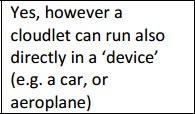 Yes, however a
cloudlet can run also
directly in a ‘device’
(e.g. a car, or
aeroplane)